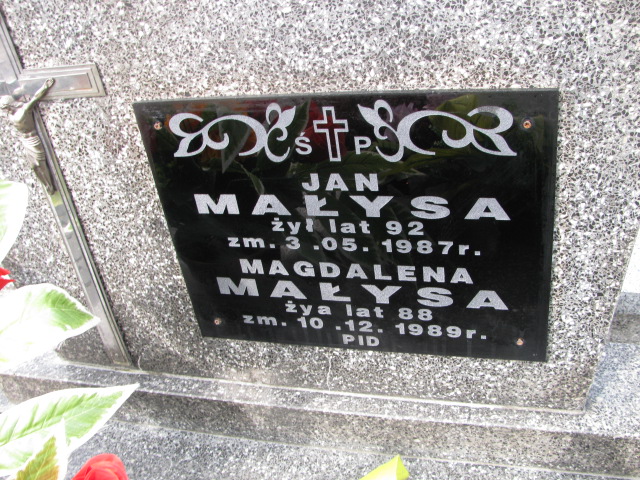 Ś P
JAN
MAŁYSA
żył lat 92
zm. 3.05.1987r.
MAGDALENA
MAŁYSA
żya lat 88
zm. 10.12.1989r.
PID